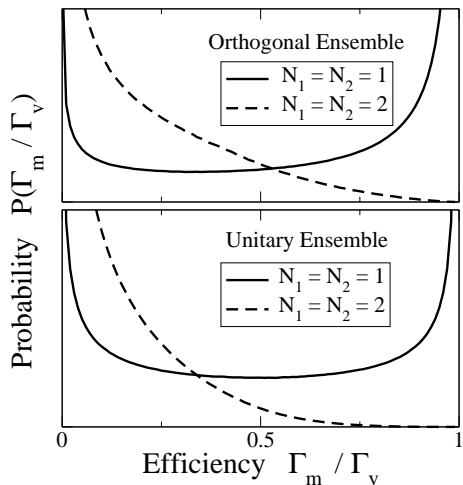 Orthogonal Ensemble
N₁ = N₂ = 1
N₁ = N₂ = 2
Unitary Ensemble
N₁ = N₂ = 1
N₁ = N₂ = 2
Probability P(Γₘ / Γᵥ)
0
0.5
1
Efficiency Γₘ / Γᵥ